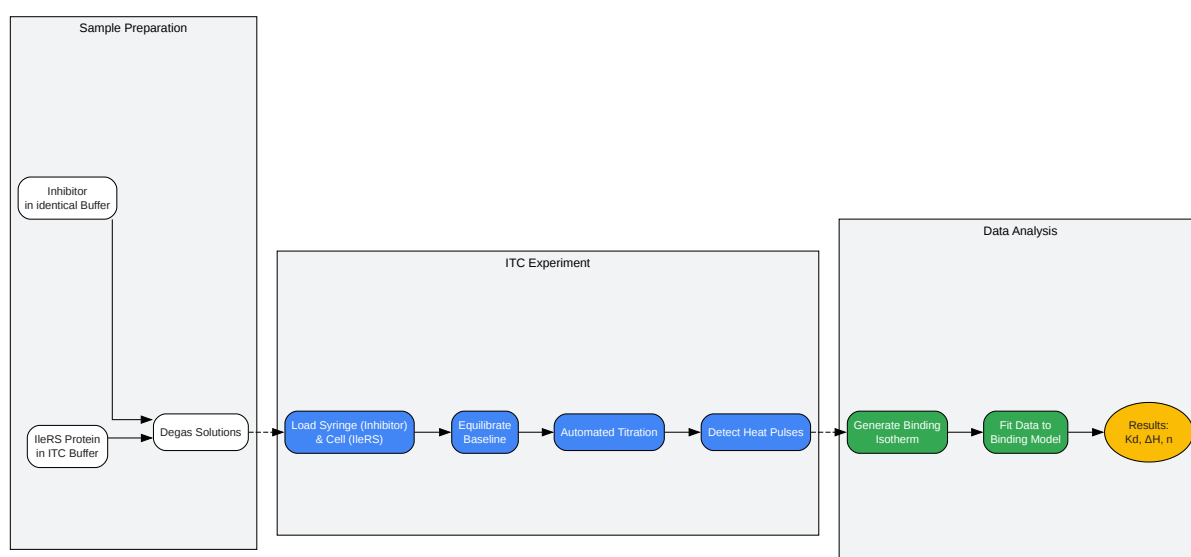 Sample Preparation
Inhibitor
in identical Buffer
IleRS Protein
in ITC Buffer
Degas Solutions
ITC Experiment
Load Syringe (Inhibitor)
& Cell (IleRS)
Equilibrate
Baseline
Automated Titration
Detect Heat Pulses
Data Analysis
Generate Binding
Isotherm
Fit Data to
Binding Model
Results:
Kd, ΔH, n